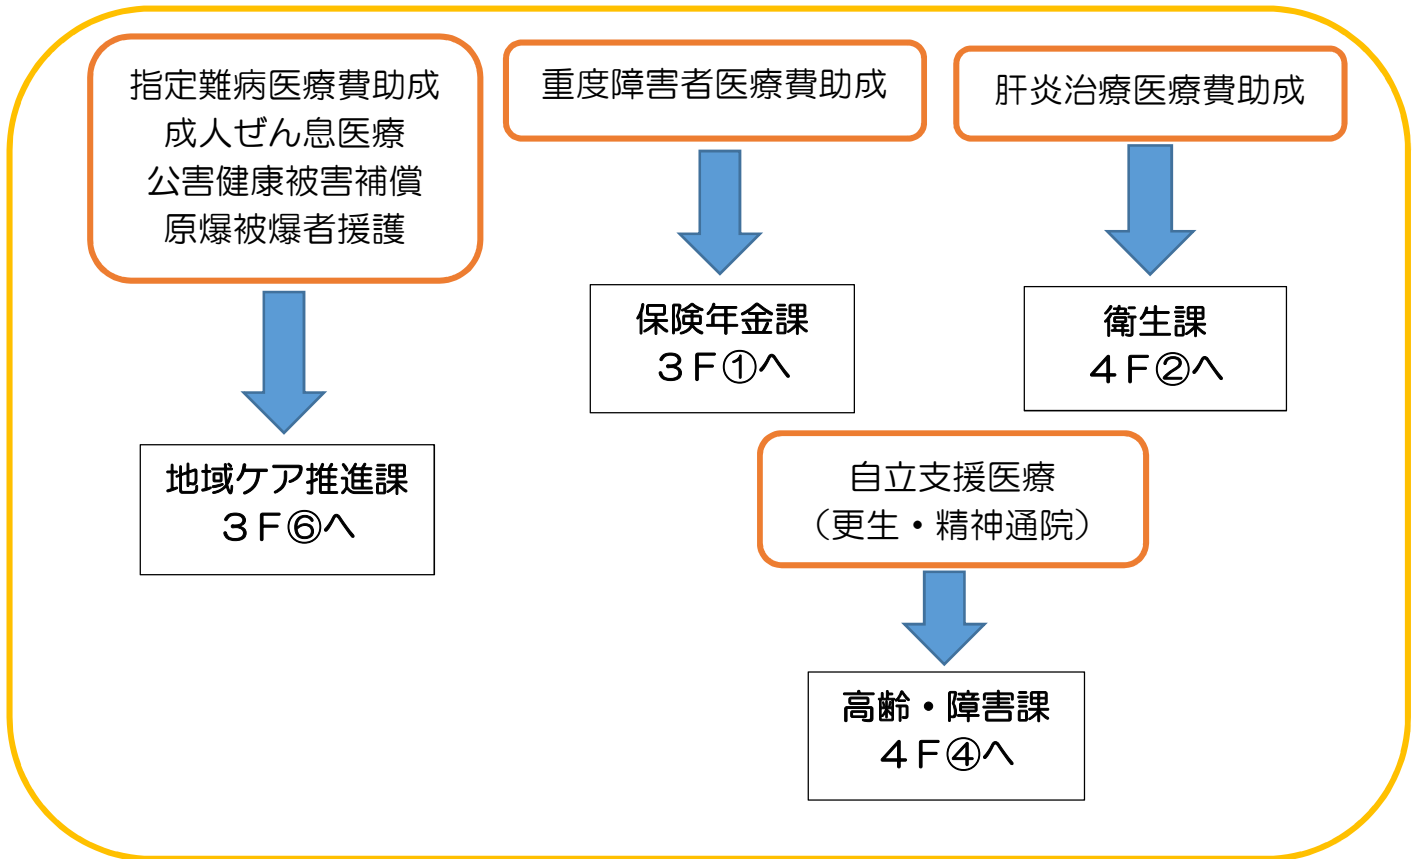 指定難病医療費助成
成人ぜん息医療
公害健康被害補償
原爆被爆者援護
地域ケア推進課
３Ｆ⑥へ
重度障害者医療費助成
保険年金課
３Ｆ①へ
肝炎治療医療費助成
衛生課
４Ｆ②へ
自立支援医療
（更生・精神通院）
高齢・障害課
４Ｆ④へ